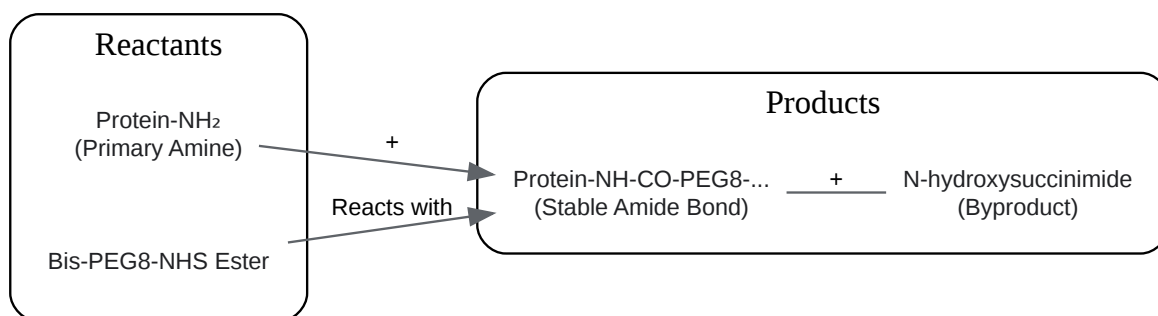 Reactants
Protein-NH₂
(Primary Amine)
Bis-PEG8-NHS Ester
+
Reacts with
Products
Protein-NH-CO-PEG8-...
(Stable Amide Bond)
+
N-hydroxysuccinimide
(Byproduct)